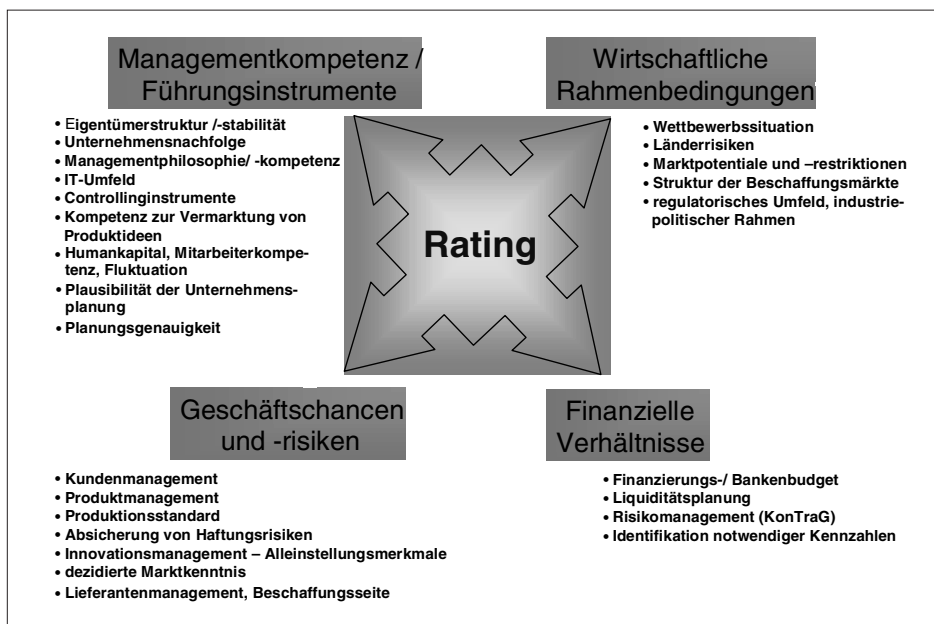 Managementkompetenz /
Führungsinstrumente
• Eigentümerstruktur /-stabilität
• Unternehmensnachfolge
• Managementphilosophie/ -kompetenz
• IT-Umfeld
• Controllinginstrumente
• Kompetenz zur Vermarktung von
Produktideen
• Humankapital, Mitarbeiterkompe-
tenz, Fluktuation
• Plausibilität der Unternehmens-
planung
• Planungsgenauigkeit
Wirtschaftliche
Rahmenbedingungen
• Wettbewerbssituation
• Länderrisiken
• Marktpotentiale und –restriktionen
• Struktur der Beschaffungsmärkte
• regulatorisches Umfeld, industrie-
politischer Rahmen
Rating
Geschäftschancen
und -risiken
• Kundenmanagement
• Produktmanagement
• Produktionsstandard
• Absicherung von Haftungsrisiken
• Innovationsmanagement – Alleinstellungsmerkmale
• dezidierte Marktkenntnis
• Lieferantenmanagement, Beschaffungsseite
Finanzielle
Verhältnisse
• Finanzierungs-/ Bankenbudget
• Liquiditätsplanung
• Risikomanagement (KonTraG)
• Identifikation notwendiger Kennzahlen